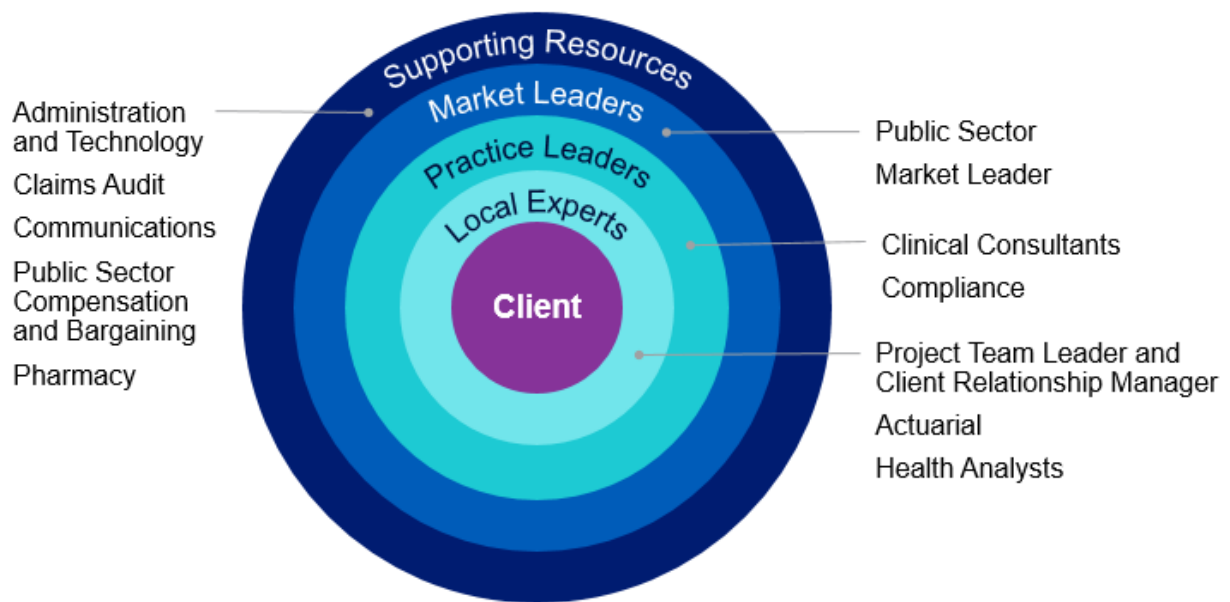 Supporting Resources
Market Leaders
Practice Leaders
Local Experts
Client
Administration
and Technology
Claims Audit
Communications
Public Sector
Compensation
and Bargaining
Pharmacy
Public Sector
Market Leader
Clinical Consultants
Compliance
Project Team Leader and
Client Relationship Manager
Actuarial
Health Analysts